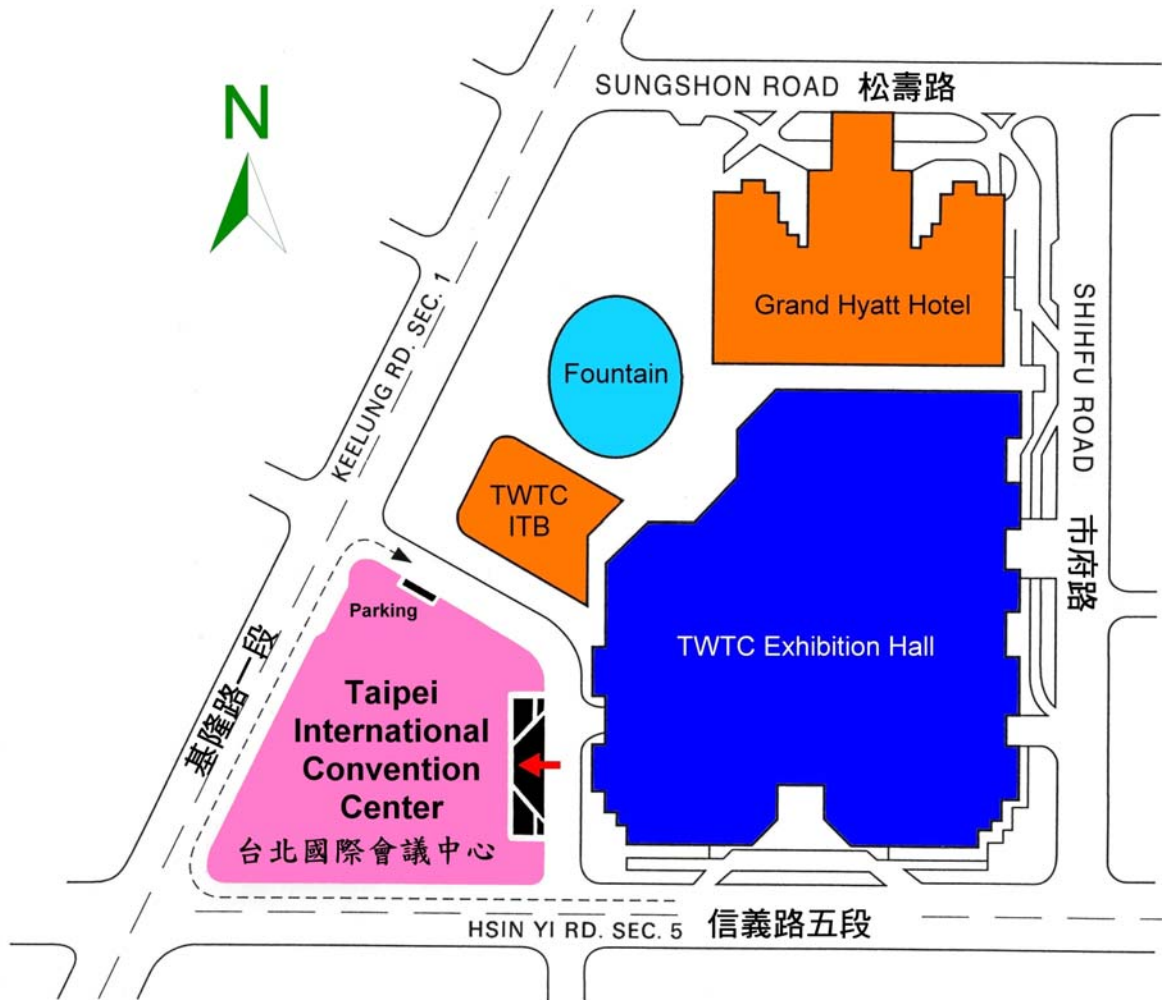 SUNGSHON ROAD 松壽路
N
Grand Hyatt Hotel
KEELUNG RD. SEC. 1
Fountain
SHIHFU ROAD
市府路
TWTC
ITB
Parking
基隆路一段
TWTC Exhibition Hall
Taipei
International
Convention
Center
台北國際會議中心
HSIN YI RD. SEC. 5 信義路五段